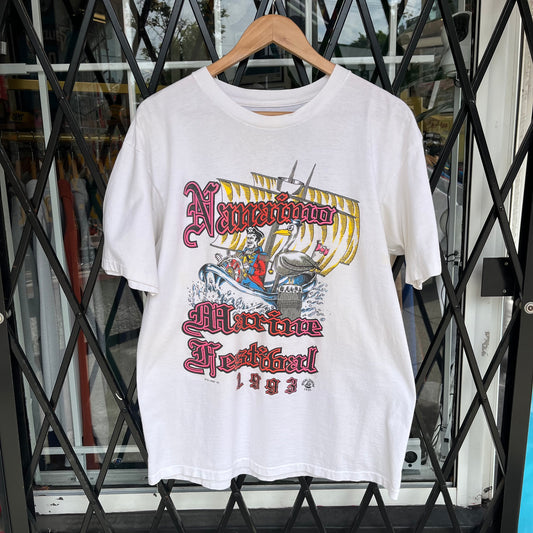 Nanaimo
Marine
Festival
1993